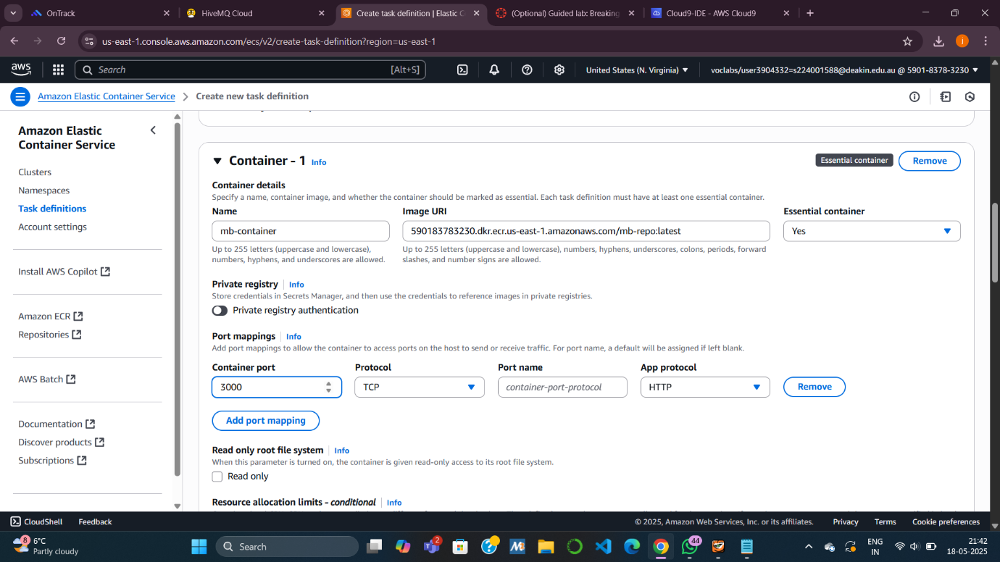 OnTrack
HiveMQ Cloud
Create task definition | Elastic C
(Optional) Guided lab: Breaking
Cloud9-IDE - AWS Cloud9
us-east-1.console.aws.amazon.com/ecs/v2/create-task-definition?region=us-east-1
j
aws
Search
[Alt+S]
United States (N. Virginia)
voclabs/user3904332=s224001588@deakin.edu.au @ 5901-8378-3230
Amazon Elastic Container Service
Create new task definition
Amazon Elastic
Container Service
Clusters
Namespaces
Task definitions
Account settings
Install AWS Copilot
Amazon ECR
Repositories
AWS Batch
Documentation
Discover products
Subscriptions
Container - 1 Info
Essential container
Remove
Container details
Specify a name, container image, and whether the container should be marked as essential. Each task definition must have at least one essential container.
Name
Image URI
Essential container
mb-container
590183783230.dkr.ecr.us-east-1.amazonaws.com/mb-repo:latest
Yes
Up to 255 letters (uppercase and lowercase),
numbers, hyphens, and underscores are allowed.
Up to 255 letters (uppercase and lowercase), numbers, hyphens, underscores, colons, periods, forward
slashes, and number signs are allowed.
Private registry Info
Store credentials in Secrets Manager, and then use the credentials to reference images in private registries.
Private registry authentication
Port mappings Info
Add port mappings to allow the container to access ports on the host to send or receive traffic. For port name, a default will be assigned if left blank.
Container port
Protocol
Port name
App protocol
3000
TCP
container-port-protocol
HTTP
Remove
Add port mapping
Read only root file system Info
When this parameter is turned on, the container is given read-only access to its root file system.
Read only
Resource allocation limits - conditional Info
CloudShell
Feedback
© 2025, Amazon Web Services, Inc. or its affiliates.
Privacy
Terms
Cookie preferences
8
6°C
Partly cloudy
Search
2
44
ENG
IN
21:42
18-05-2025